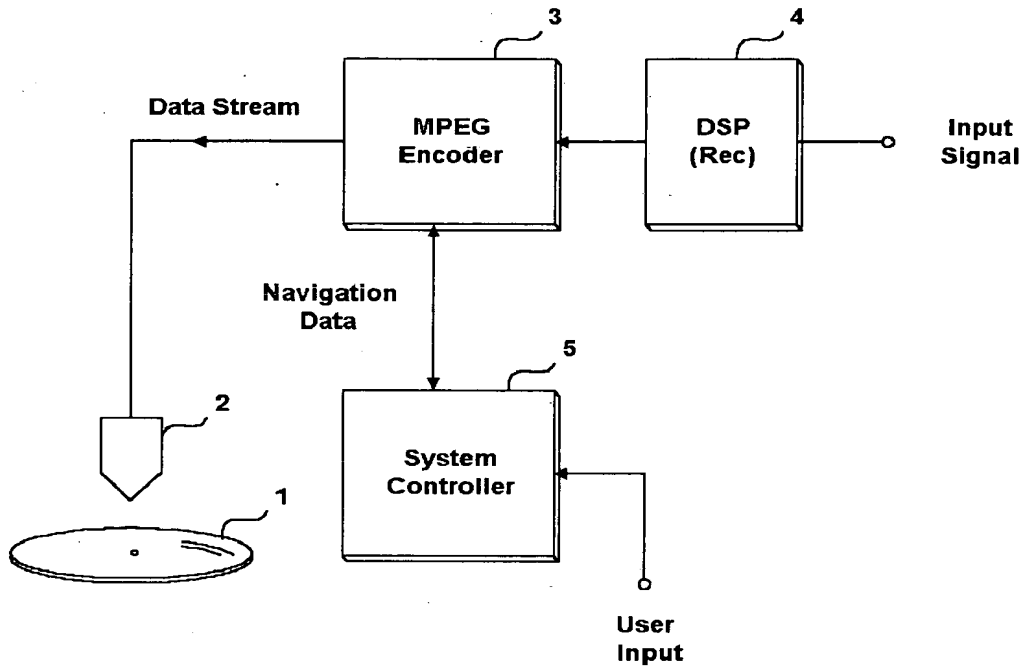 3
4
Data Stream
MPEG
Encoder
DSP
(Rec)
Input
Signal
Navigation
Data
5
2
System
Controller
1
User
Input